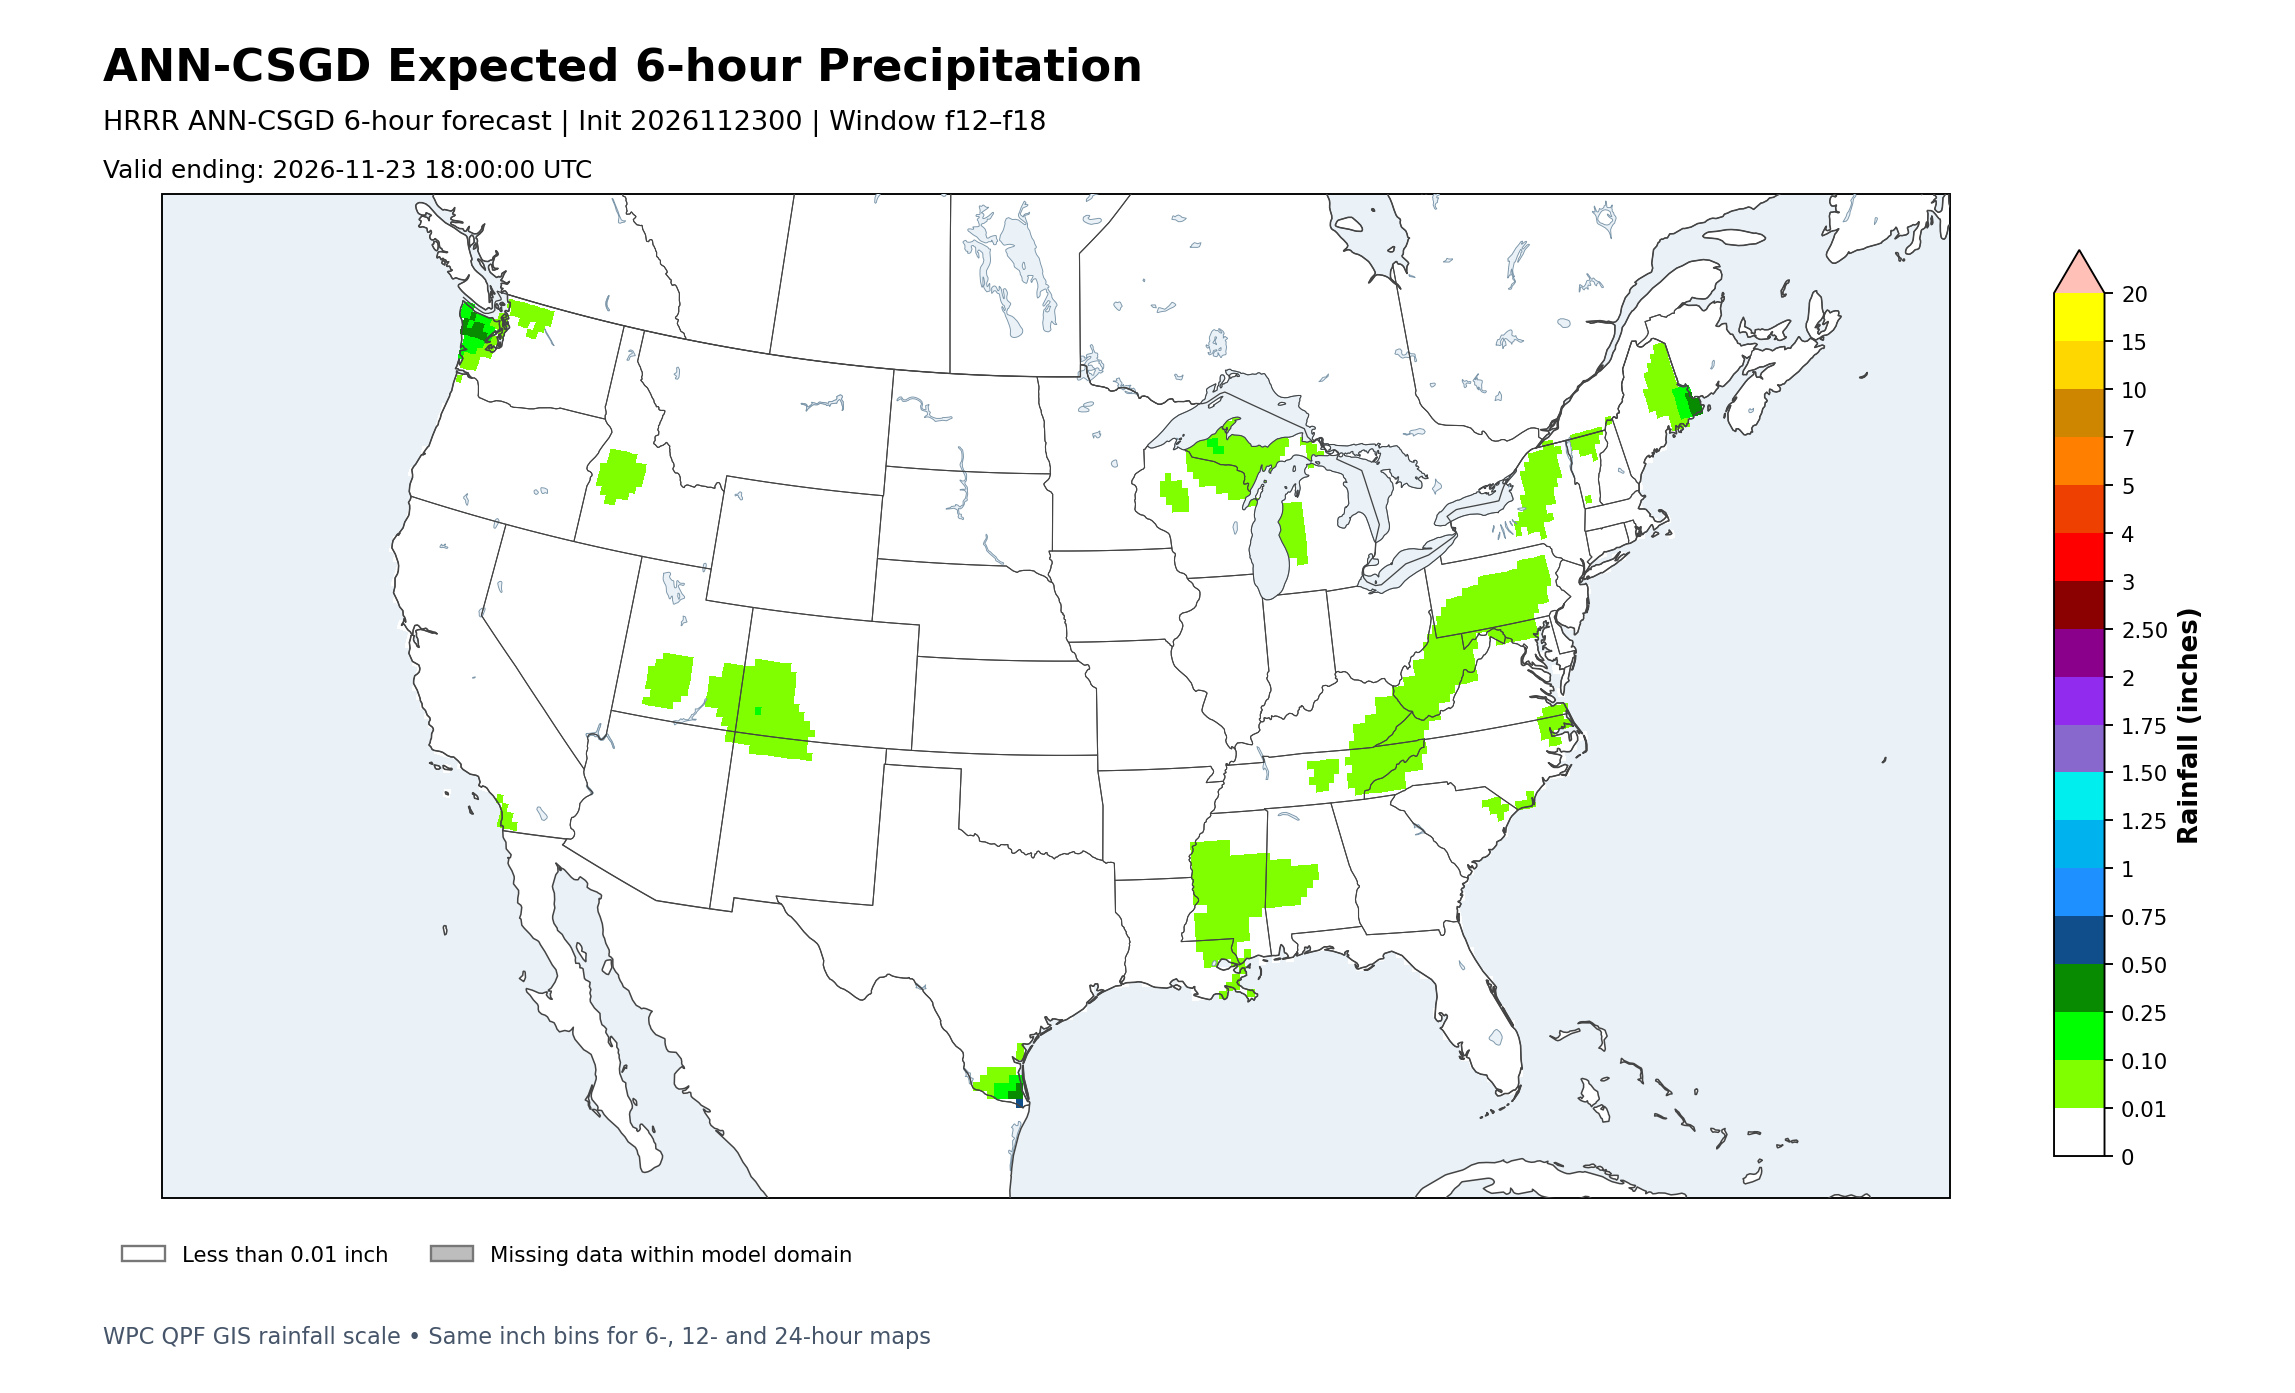 ANN-CSGD Expected 6-hour Precipitation
HRRR ANN-CSGD 6-hour forecast | Init 2026112300 | Window f12–f18
Valid ending: 2026-11-23 18:00:00 UTC
20
15
10
7
5
4
3
2.50
2
1.75
1.50
1.25
1
0.75
0.50
0.25
0.10
0.01
0
Rainfall (inches)
Less than 0.01 inch
Missing data within model domain
WPC QPF GIS rainfall scale • Same inch bins for 6-, 12- and 24-hour maps